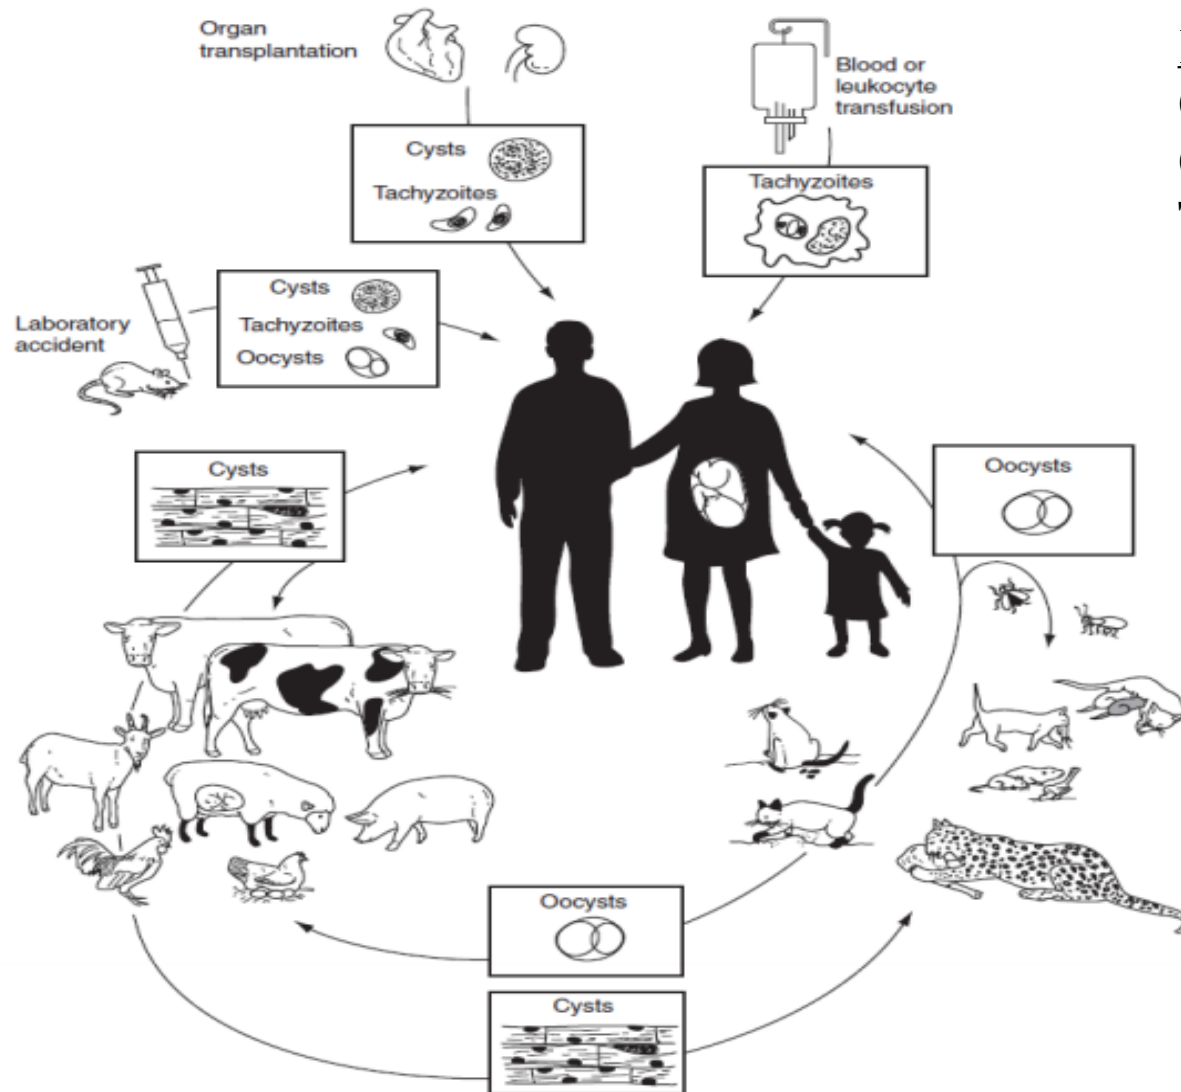 Organ
transplantation
Blood or
leukocyte
transfusion
Cysts
Tachyzoites
Tachyzoites
Laboratory
accident
Cysts
Tachyzoites
Oocysts
Cysts
Oocysts
Oocysts
Cysts